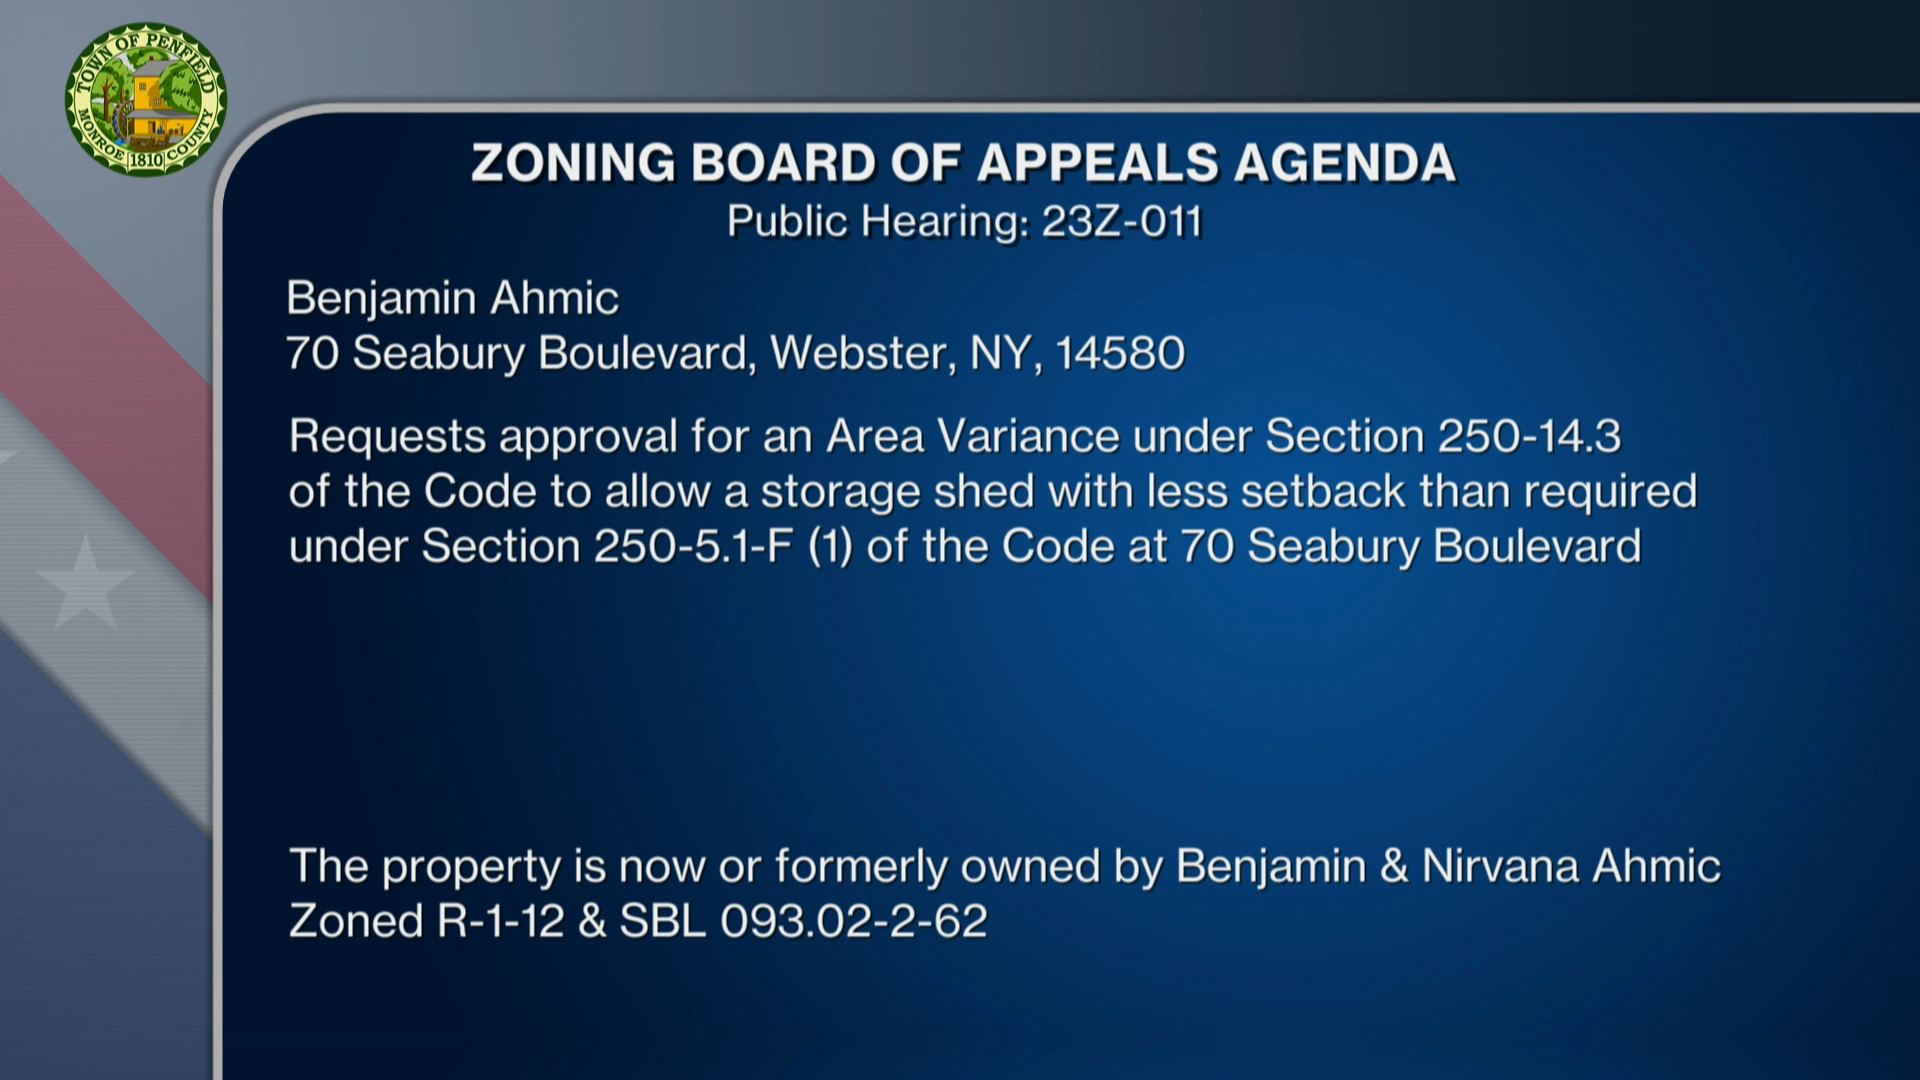 TOWN OF PENFIELD
MONROE 1810 COUNTY
ZONING BOARD OF APPEALS AGENDA
Public Hearing: 23Z-011
Benjamin Ahmic
70 Seabury Boulevard, Webster, NY, 14580
Requests approval for an Area Variance under Section 250-14.3
of the Code to allow a storage shed with less setback than required
under Section 250-5.1-F (1) of the Code at 70 Seabury Boulevard
The property is now or formerly owned by Benjamin & Nirvana Ahmic
Zoned R-1-12 & SBL 093.02-2-62